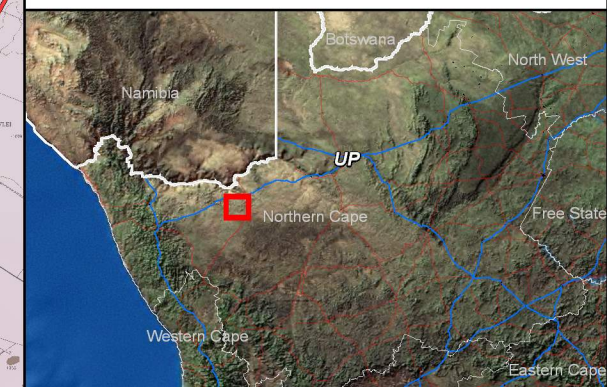 Botswana
North West
Namibia
UP
Northern Cape
Free State
Western Cape
Eastern Cape